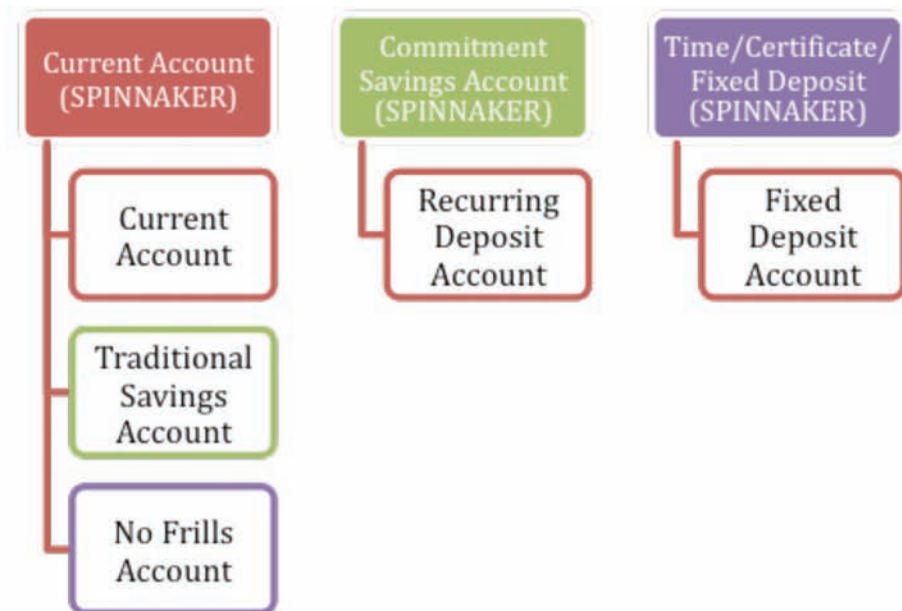 Current Account
(SPINNAKER)
Current
Account
Traditional
Savings
Account
No Frills
Account
Commitment
Savings Account
(SPINNAKER)
Recurring
Deposit
Account
Time/Certificate/
Fixed Deposit
(SPINNAKER)
Fixed
Deposit
Account